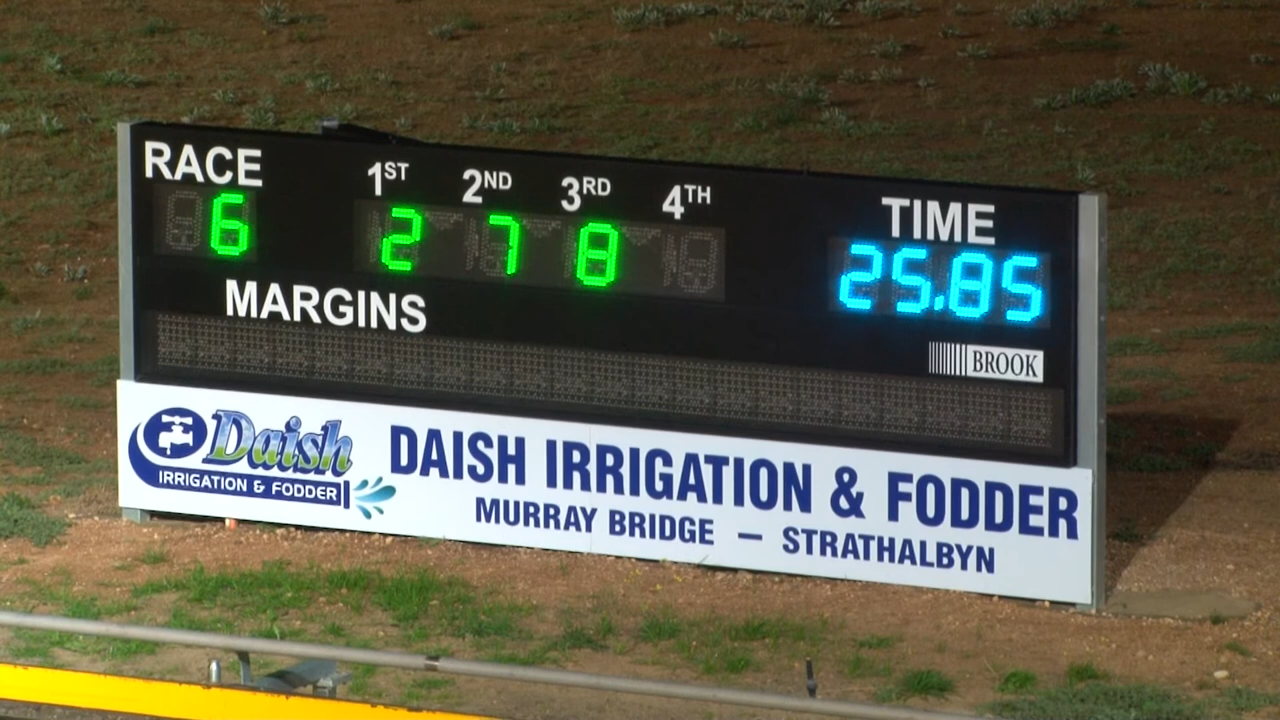 RACE 1ST 2ND 3RD 4TH TIME
6 2 7 8 25.85
MARGINS
BROOK
Daish
IRRIGATION & FODDER
DAISH IRRIGATION & FODDER
MURRAY BRIDGE — STRATHALBYN